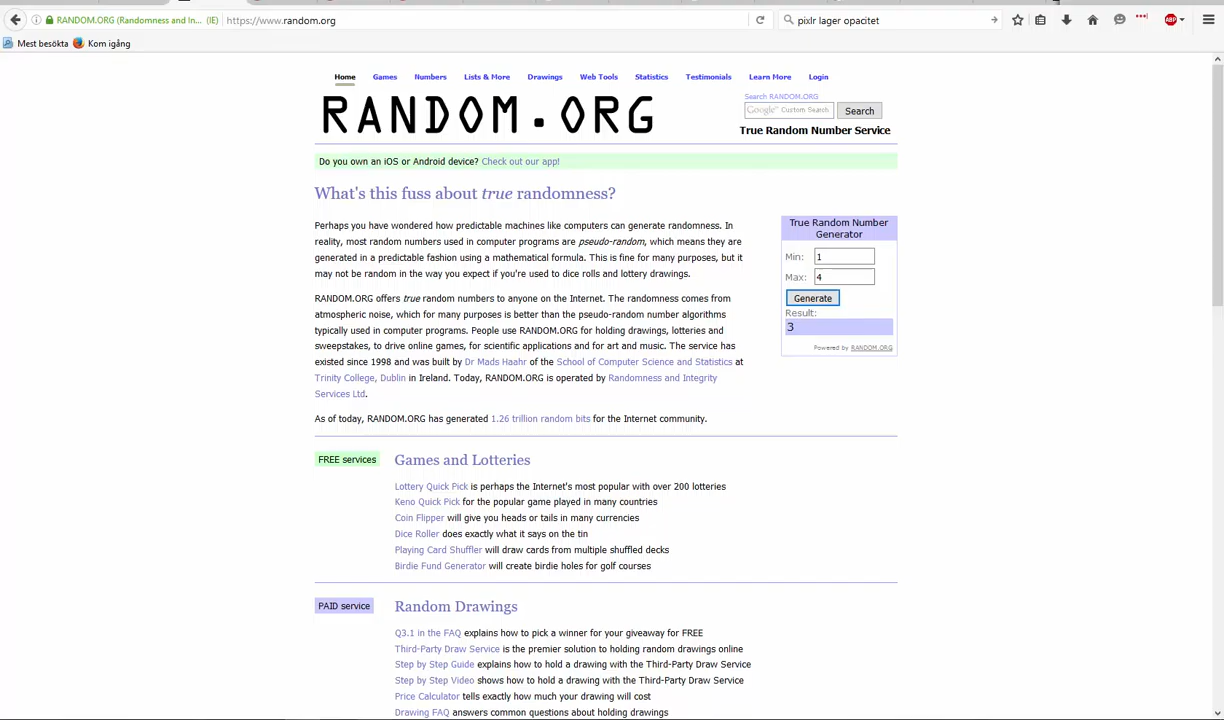 RANDOM.ORG (Randomness and In... (IE) https://www.random.org pixlr lager opacitet
Mest besökta Kom igång
Home Games Numbers Lists & More Drawings Web Tools Statistics Testimonials Learn More Login
RANDOM.ORG
Search RANDOM.ORG
Google™ Custom Search Search
True Random Number Service
Do you own an iOS or Android device? Check out our app!
What's this fuss about true randomness?
Perhaps you have wondered how predictable machines like computers can generate randomness. In
reality, most random numbers used in computer programs are pseudo-random, which means they are
generated in a predictable fashion using a mathematical formula. This is fine for many purposes, but it
may not be random in the way you expect if you're used to dice rolls and lottery drawings.
RANDOM.ORG offers true random numbers to anyone on the Internet. The randomness comes from
atmospheric noise, which for many purposes is better than the pseudo-random number algorithms
typically used in computer programs. People use RANDOM.ORG for holding drawings, lotteries and
sweepstakes, to drive online games, for scientific applications and for art and music. The service has
existed since 1998 and was built by Dr Mads Haahr of the School of Computer Science and Statistics at
Trinity College, Dublin in Ireland. Today, RANDOM.ORG is operated by Randomness and Integrity
Services Ltd.
As of today, RANDOM.ORG has generated 1.26 trillion random bits for the Internet community.
True Random Number
Generator
Min: 1
Max: 4
Generate
Result:
3
Powered by RANDOM.ORG
FREE services
Games and Lotteries
Lottery Quick Pick is perhaps the Internet's most popular with over 200 lotteries
Keno Quick Pick for the popular game played in many countries
Coin Flipper will give you heads or tails in many currencies
Dice Roller does exactly what it says on the tin
Playing Card Shuffler will draw cards from multiple shuffled decks
Birdie Fund Generator will create birdie holes for golf courses
PAID service
Random Drawings
Q3.1 in the FAQ explains how to pick a winner for your giveaway for FREE
Third-Party Draw Service is the premier solution to holding random drawings online
Step by Step Guide explains how to hold a drawing with the Third-Party Draw Service
Step by Step Video shows how to hold a drawing with the Third-Party Draw Service
Price Calculator tells exactly how much your drawing will cost
Drawing FAQ answers common questions about holding drawings
ABP